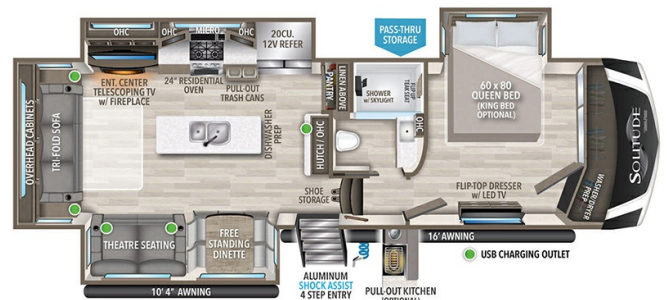 OHC
MICRO
OHC
20CU.
12V REFER
PASS-THRU
STORAGE
ENT. CENTER
TELESCOPING TV
w/ FIREPLACE
24" RESIDENTIAL
OVEN
PULL-OUT
TRASH CANS
PANTRY
LINEN ABOVE
SHOWER
w/ SKYLIGHT
FLIP-UP
TEAK SEAT
60 x 80
QUEEN BED
(KING BED
OPTIONAL)
OVERHEAD CABINETS
TRI-FOLD SOFA
DISHWASHER
PREP
HUTCH / OHC
OHC
SOLITUDE
WASHER/DRYER
PREP
SHOE
STORAGE
FLIP-TOP DRESSER
w/ LED TV
THEATRE SEATING
FREE
STANDING
DINETTE
16' AWNING
USB CHARGING OUTLET
ALUMINUM
SHOCK ASSIST
4 STEP ENTRY
10' 4" AWNING
PULL-OUT KITCHEN
(OPTIONAL)